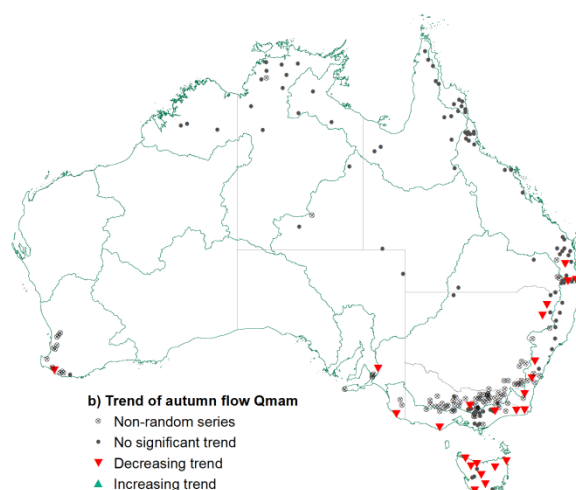 b) Trend of autumn flow Qmam
Non-random series
No significant trend
Decreasing trend
Increasing trend